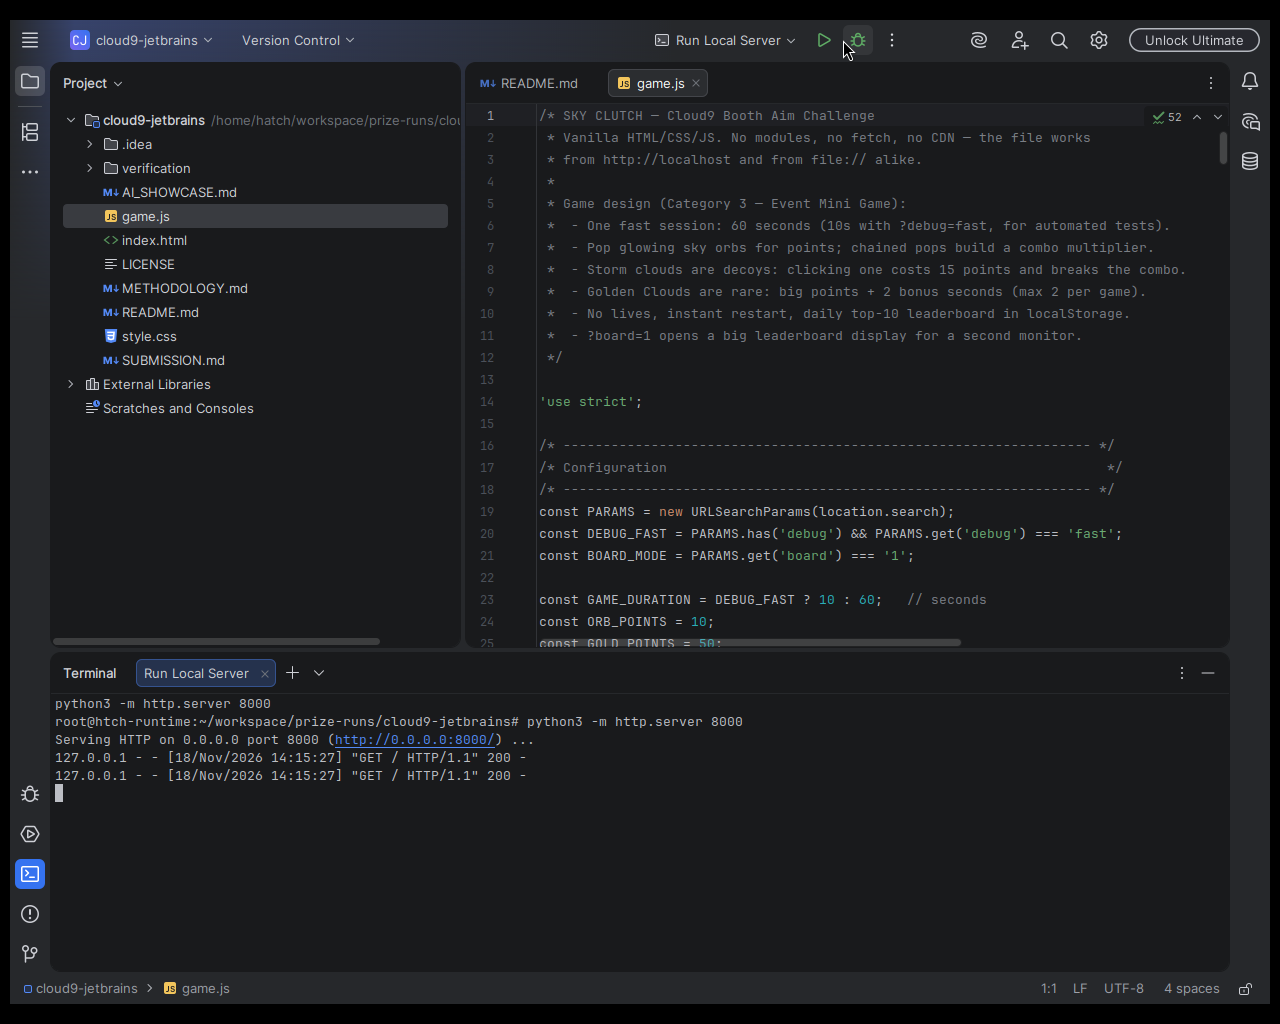 CJ cloud9-jetbrains Version Control Run Local Server Unlock Ultimate
Project
cloud9-jetbrains /home/hatch/workspace/prize-runs/clou
.idea
verification
M↓ AI_SHOWCASE.md
JS game.js
<> index.html
LICENSE
M↓ METHODOLOGY.md
M↓ README.md
style.css
M↓ SUBMISSION.md
External Libraries
Scratches and Consoles
M↓ README.md JS game.js
52
1 /* SKY CLUTCH — Cloud9 Booth Aim Challenge
2 * Vanilla HTML/CSS/JS. No modules, no fetch, no CDN — the file works
3 * from http://localhost and from file:// alike.
4 *
5 * Game design (Category 3 — Event Mini Game):
6 *  - One fast session: 60 seconds (10s with ?debug=fast, for automated tests).
7 *  - Pop glowing sky orbs for points; chained pops build a combo multiplier.
8 *  - Storm clouds are decoys: clicking one costs 15 points and breaks the combo.
9 *  - Golden Clouds are rare: big points + 2 bonus seconds (max 2 per game).
10 *  - No lives, instant restart, daily top-10 leaderboard in localStorage.
11 *  - ?board=1 opens a big leaderboard display for a second monitor.
12 */
13
14 'use strict';
15
16 /* ------------------------------------------------------------------ */
17 /* Configuration */
18 /* ------------------------------------------------------------------ */
19 const PARAMS = new URLSearchParams(location.search);
20 const DEBUG_FAST = PARAMS.has('debug') && PARAMS.get('debug') === 'fast';
21 const BOARD_MODE = PARAMS.get('board') === '1';
22
23 const GAME_DURATION = DEBUG_FAST ? 10 : 60;   // seconds
24 const ORB_POINTS = 10;
25 const GOLD_POINTS = 50;
Terminal Run Local Server
python3 -m http.server 8000
root@htch-runtime:~/workspace/prize-runs/cloud9-jetbrains# python3 -m http.server 8000
Serving HTTP on 0.0.0.0 port 8000 (http://0.0.0.0:8000/) ...
127.0.0.1 - - [18/Nov/2026 14:15:27] "GET / HTTP/1.1" 200 -
127.0.0.1 - - [18/Nov/2026 14:15:27] "GET / HTTP/1.1" 200 -
cloud9-jetbrains > JS game.js 1:1 LF UTF-8 4 spaces